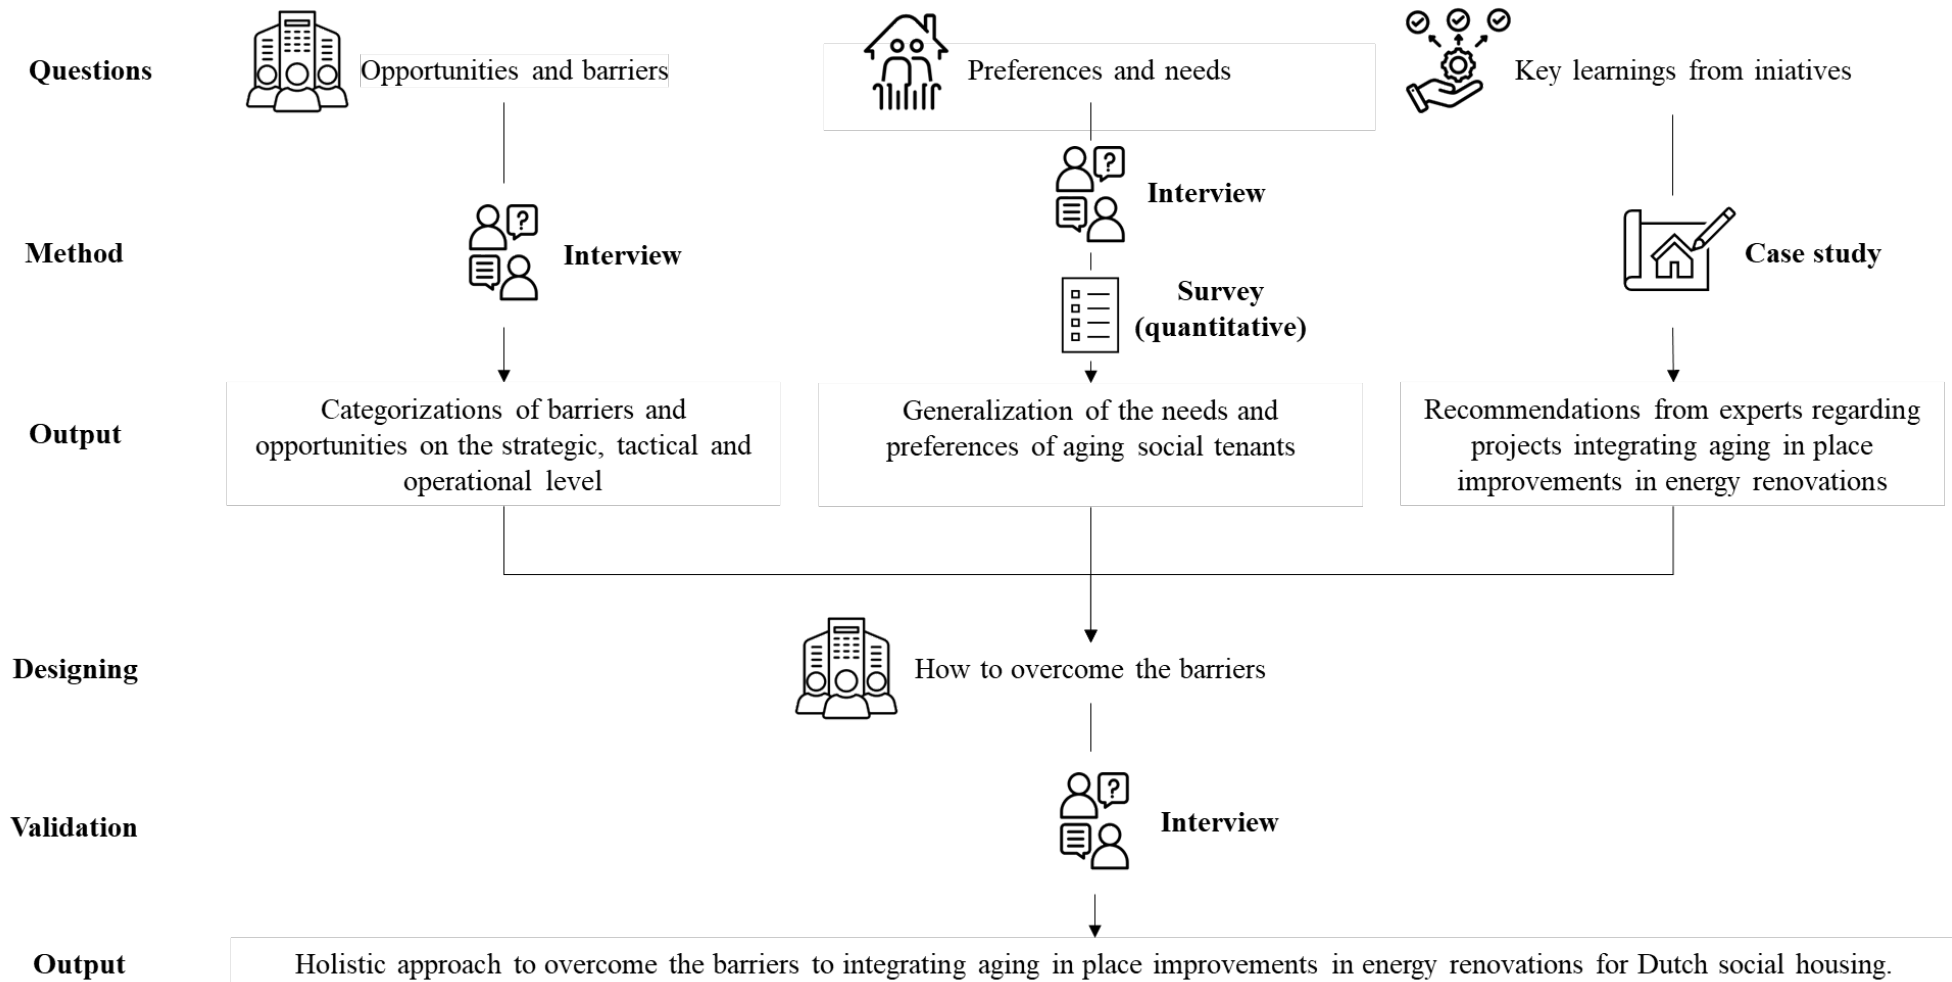 Questions
Opportunities and barriers
Preferences and needs
Key learnings from iniatives
Method
?
Interview
?
Interview
Survey
(quantitative)
Case study
Output
Categorizations of barriers and
opportunities on the strategic, tactical and
operational level
Generalization of the needs and
preferences of aging social tenants
Recommendations from experts regarding
projects integrating aging in place
improvements in energy renovations
Designing
How to overcome the barriers
Validation
?
Interview
Output
Holistic approach to overcome the barriers to integrating aging in place improvements in energy renovations for Dutch social housing.